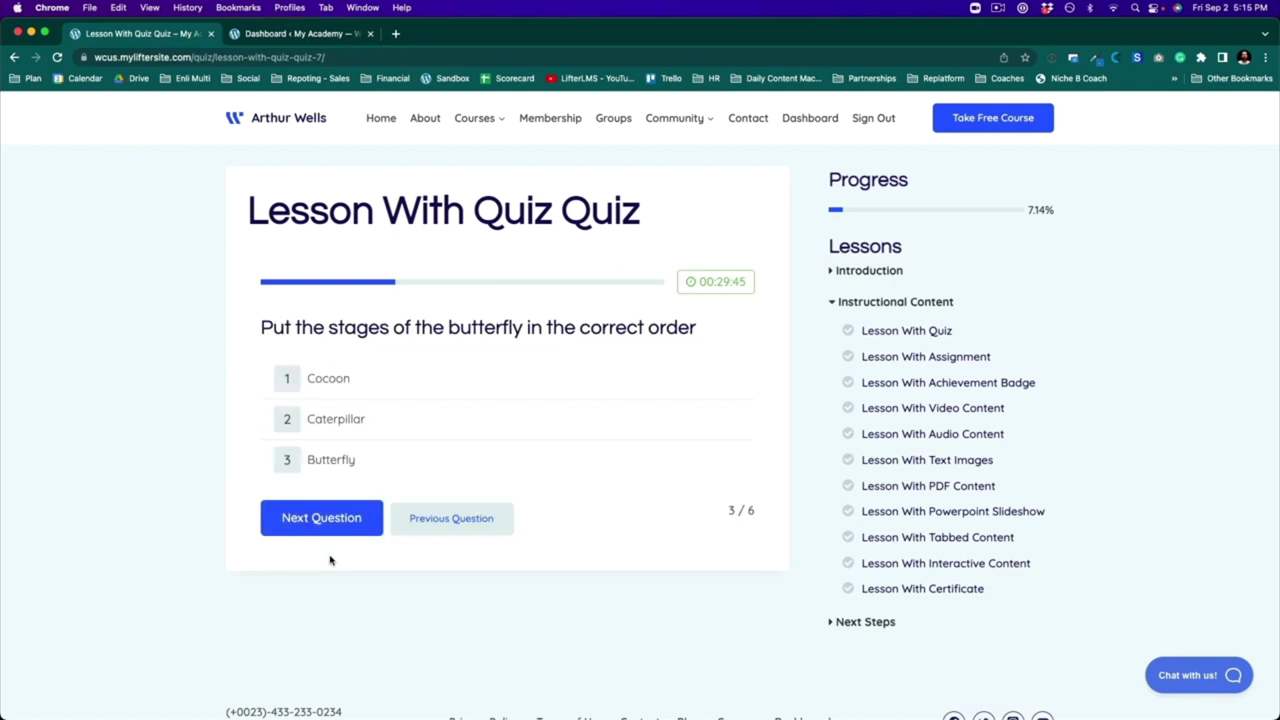 Chrome File Edit View History Bookmarks Profiles Tab Window Help Fri Sep 2 5:15 PM
Lesson With Quiz Quiz – My A Dashboard ‹ My Academy — W
wcus.myliftersite.com/quiz/lesson-with-quiz-quiz-7/
Plan Calendar Drive Enli Multi Social Repoting - Sales Financial Sandbox Scorecard LifterLMS - YouTu... Trello HR Daily Content Mac... Partnerships Replatform Coaches Niche B Coach » Other Bookmarks
Arthur Wells Home About Courses Membership Groups Community Contact Dashboard Sign Out Take Free Course
Lesson With Quiz Quiz
00:29:45
Put the stages of the butterfly in the correct order
1 Cocoon
2 Caterpillar
3 Butterfly
Next Question Previous Question 3 / 6
Progress
7.14%
Lessons
Introduction
Instructional Content
Lesson With Quiz
Lesson With Assignment
Lesson With Achievement Badge
Lesson With Video Content
Lesson With Audio Content
Lesson With Text Images
Lesson With PDF Content
Lesson With Powerpoint Slideshow
Lesson With Tabbed Content
Lesson With Interactive Content
Lesson With Certificate
Next Steps
Chat with us!
(+0023)-433-233-0234